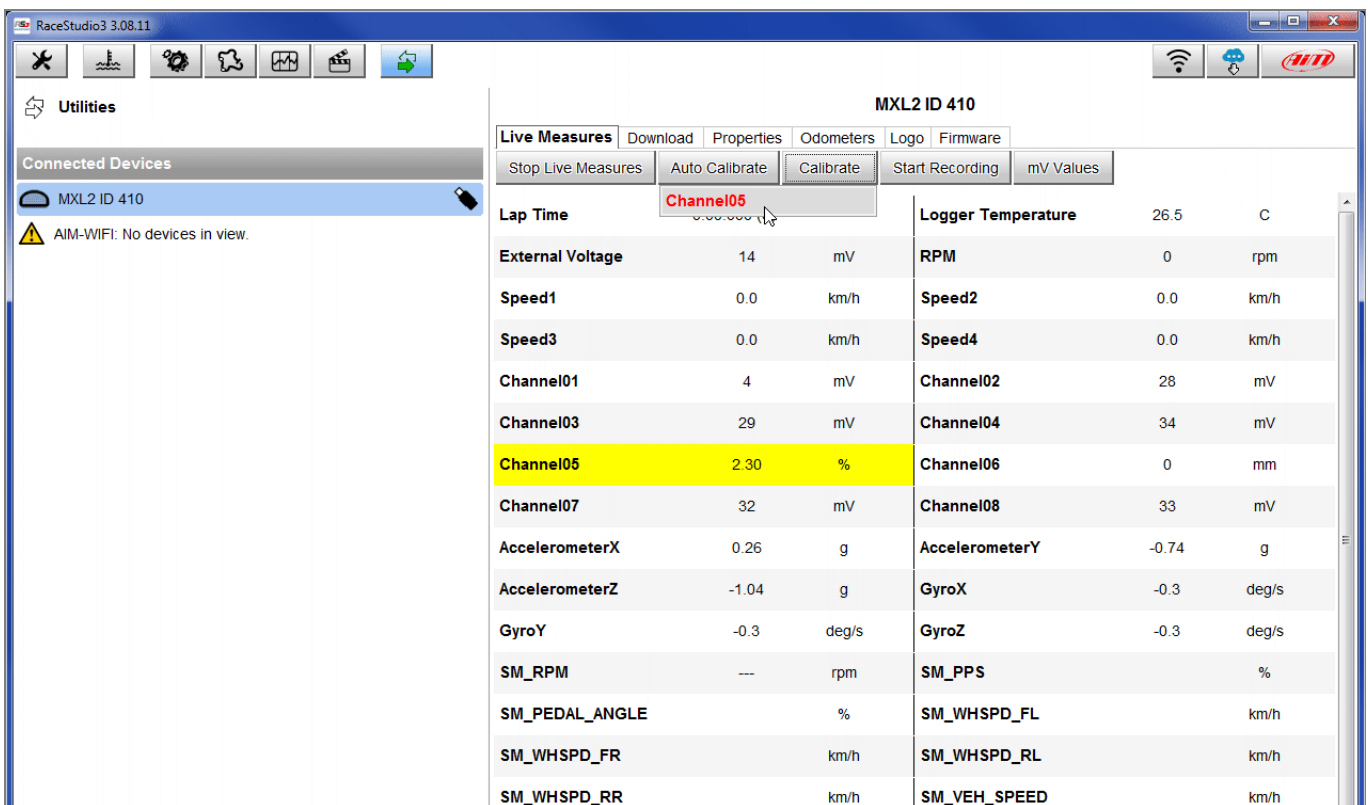 RS3 RaceStudio3 3.08.11
AIM
Utilities
Connected Devices
MXL2 ID 410
AIM-WIFI: No devices in view.
MXL2 ID 410
Live Measures Download Properties Odometers Logo Firmware
Stop Live Measures Auto Calibrate Calibrate Start Recording mV Values
Channel05
Lap Time Logger Temperature 26.5 C
External Voltage 14 mV RPM 0 rpm
Speed1 0.0 km/h Speed2 0.0 km/h
Speed3 0.0 km/h Speed4 0.0 km/h
Channel01 4 mV Channel02 28 mV
Channel03 29 mV Channel04 34 mV
Channel05 2.30 % Channel06 0 mm
Channel07 32 mV Channel08 33 mV
AccelerometerX 0.26 g AccelerometerY -0.74 g
AccelerometerZ -1.04 g GyroX -0.3 deg/s
GyroY -0.3 deg/s GyroZ -0.3 deg/s
SM_RPM --- rpm SM_PPS %
SM_PEDAL_ANGLE % SM_WHSPD_FL km/h
SM_WHSPD_FR km/h SM_WHSPD_RL km/h
SM_WHSPD_RR km/h SM_VEH_SPEED km/h